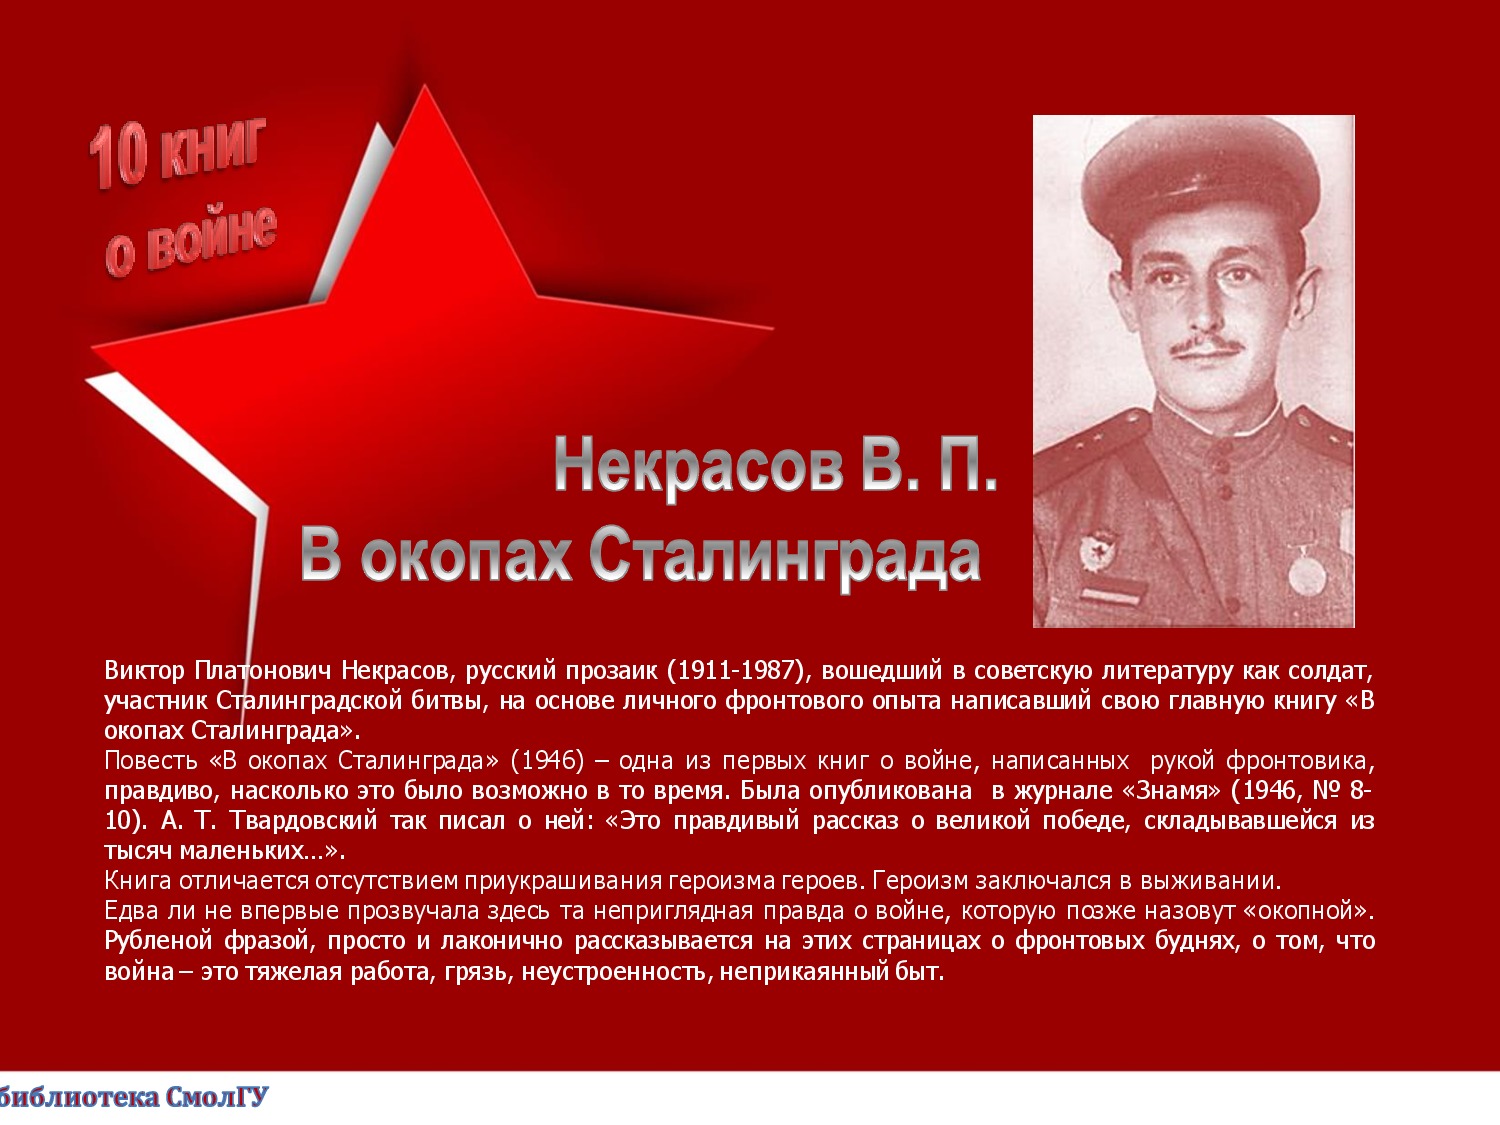 10 книг
о войне
Некрасов В. П.
В окопах Сталинграда
Виктор Платонович Некрасов, русский прозаик (1911-1987), вошедший в советскую литературу как солдат,
участник Сталинградской битвы, на основе личного фронтового опыта написавший свою главную книгу «В
окопах Сталинграда».
Повесть «В окопах Сталинграда» (1946) – одна из первых книг о войне, написанных рукой фронтовика,
правдиво, насколько это было возможно в то время. Была опубликована в журнале «Знамя» (1946, № 8-
10). А. Т. Твардовский так писал о ней: «Это правдивый рассказ о великой победе, складывавшейся из
тысяч маленьких...».
Книга отличается отсутствием приукрашивания героизма героев. Героизм заключался в выживании.
Едва ли не впервые прозвучала здесь та неприглядная правда о войне, которую позже назовут «окопной».
Рубленой фразой, просто и лаконично рассказывается на этих страницах о фронтовых буднях, о том, что
война – это тяжелая работа, грязь, неустроенность, неприкаянный быт.
библиотека СмолГУ